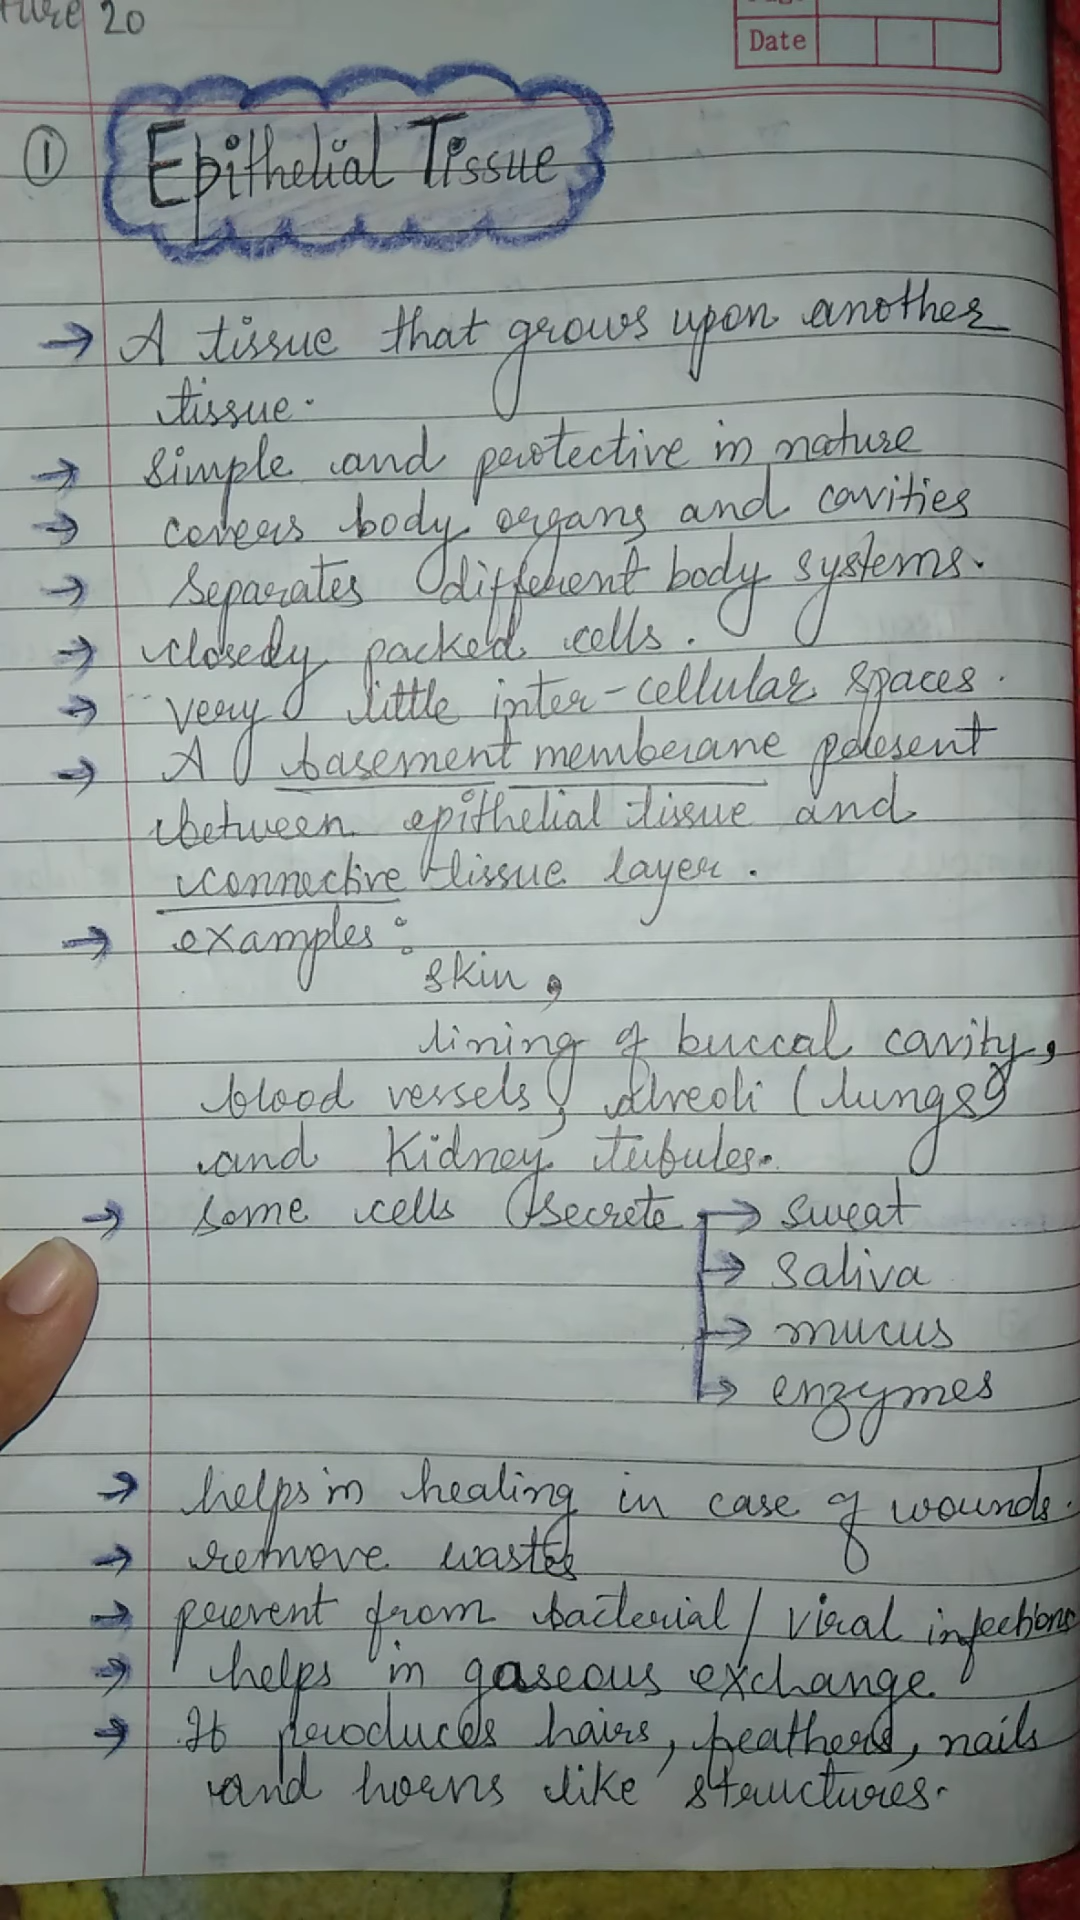 20
Date
① Epithelial Tissue
→ A tissue that grows upon another
tissue.
→ simple and protective in nature
→ covers body organs and cavities
→ Separates different body systems.
→ closely packed cells.
→ very little inter-cellular spaces.
→ A basement membrane present
between epithelial tissue and
connective tissue layer.
→ examples:
skin,
lining of buccal cavity,
blood vessels, alveoli (lungs)
and Kidney tubules.
→ some cells secrete → sweat
→ saliva
→ mucus
→ enzymes
→ helps in healing in case of wounds.
→ remove wastes
→ prevent from bacterial / viral infections
→ helps in gaseous exchange.
→ It produces hairs, feathers, nails
and horns like structures.